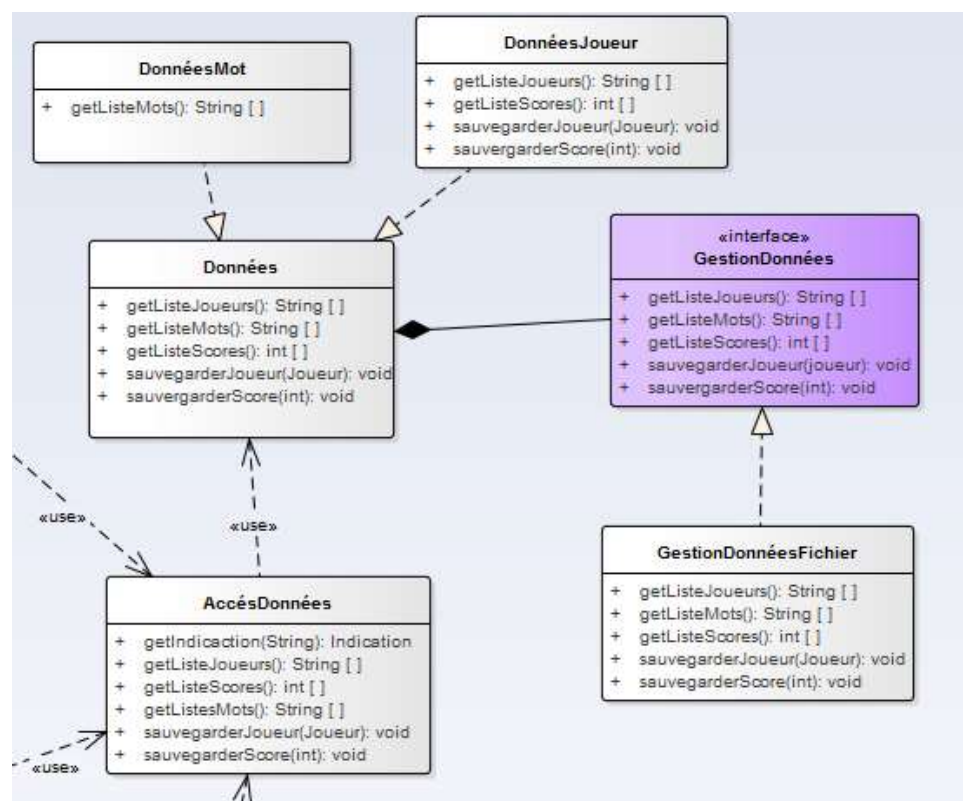 DonnéesMot
+ getListeMots(): String [ ]
DonnéesJoueur
+ getListeJoueurs(): String [ ]
+ getListeScores(): int [ ]
+ sauvegarderJoueur(Joueur): void
+ sauvergarderScore(int): void
Données
+ getListeJoueurs(): String [ ]
+ getListeMots(): String [ ]
+ getListeScores(): int [ ]
+ sauvegarderJoueur(Joueur): void
+ sauvergarderScore(int): void
«interface»
GestionDonnées
+ getListeJoueurs(): String [ ]
+ getListeMots(): String [ ]
+ getListeScores(): int [ ]
+ sauvegarderJoueur(joueur): void
+ sauvegarderScore(int): void
«use»
«use»
GestionDonnéesFichier
+ getListeJoueurs(): String [ ]
+ getListeMots(): String [ ]
+ getListeScores(): int [ ]
+ sauvegarderJoueur(Joueur): void
+ sauvegarderScore(int): void
AccésDonnées
+ getIndicaction(String): Indication
+ getListeJoueurs(): String [ ]
+ getListeScores(): int [ ]
+ getListesMots(): String [ ]
+ sauvegarderJoueur(Joueur): void
+ sauvegarderScore(int): void
«use»